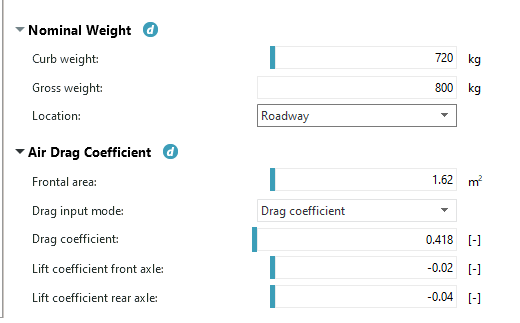 Nominal Weight d
Curb weight: 720 kg
Gross weight: 800 kg
Location: Roadway
Air Drag Coefficient d
Frontal area: 1.62 m²
Drag input mode: Drag coefficient
Drag coefficient: 0.418 [-]
Lift coefficient front axle: -0.02 [-]
Lift coefficient rear axle: -0.04 [-]